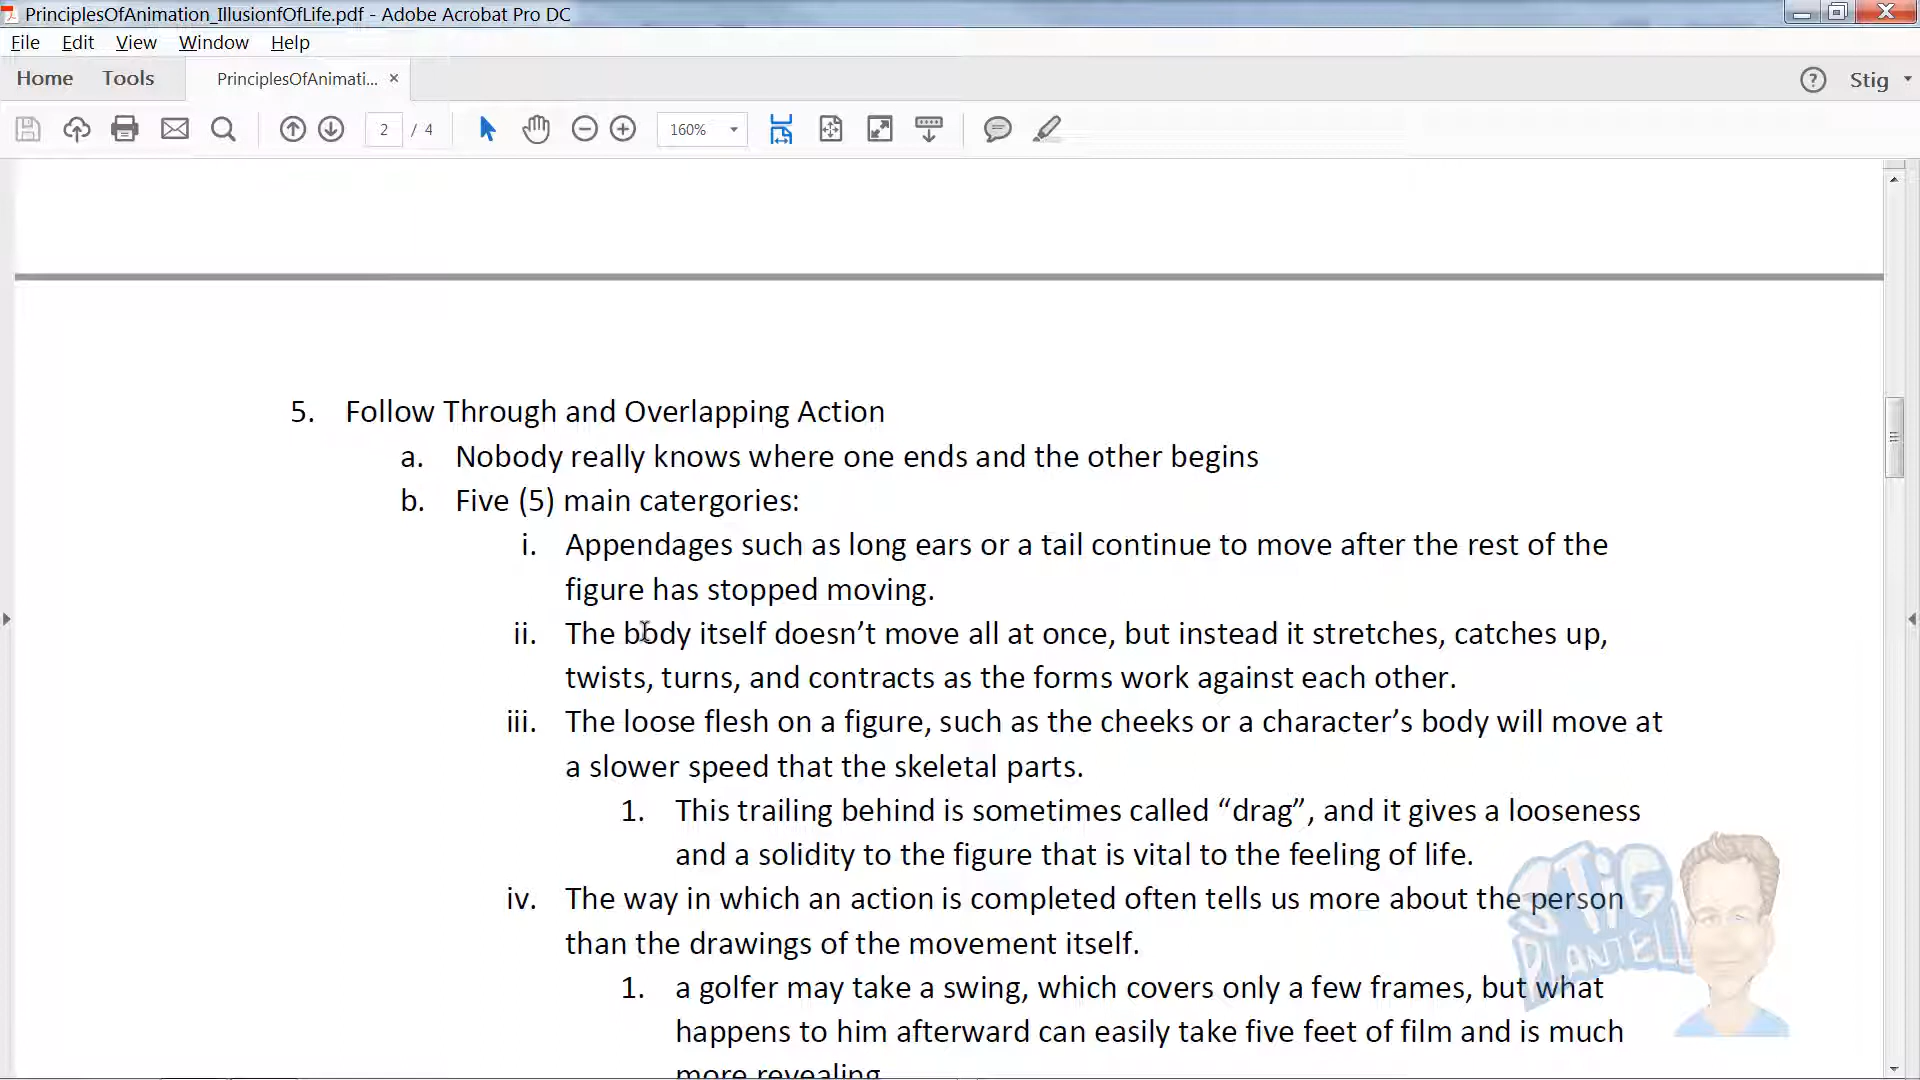 PrinciplesOfAnimation_IllusionfOfLife.pdf - Adobe Acrobat Pro DC
File Edit View Window Help
Home Tools PrinciplesOfAnimati... × ? Stig
2 / 4 160%
5. Follow Through and Overlapping Action
a. Nobody really knows where one ends and the other begins
b. Five (5) main catergories:
i. Appendages such as long ears or a tail continue to move after the rest of the
figure has stopped moving.
ii. The body itself doesn’t move all at once, but instead it stretches, catches up,
twists, turns, and contracts as the forms work against each other.
iii. The loose flesh on a figure, such as the cheeks or a character’s body will move at
a slower speed that the skeletal parts.
1. This trailing behind is sometimes called “drag”, and it gives a looseness
and a solidity to the figure that is vital to the feeling of life.
iv. The way in which an action is completed often tells us more about the person
than the drawings of the movement itself.
1. a golfer may take a swing, which covers only a few frames, but what
happens to him afterward can easily take five feet of film and is much
more revealing
STiG
PLANTELL